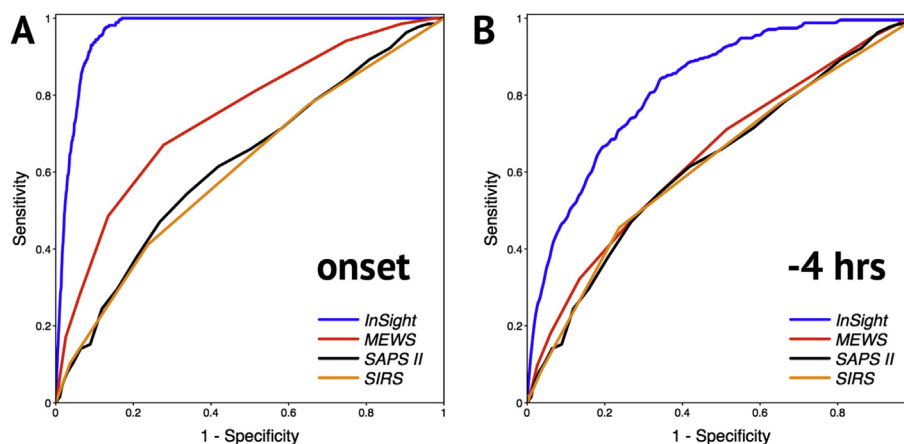 A
Sensitivity
1
0.8
0.6
0.4
0.2
0
0
0.2
0.4
0.6
0.8
1
1 - Specificity
onset
InSight
MEWS
SAPS II
SIRS
B
Sensitivity
1
0.8
0.6
0.4
0.2
0
0
0.2
0.4
0.6
0.8
1 - Specificity
-4 hrs
InSight
MEWS
SAPS II
SIRS